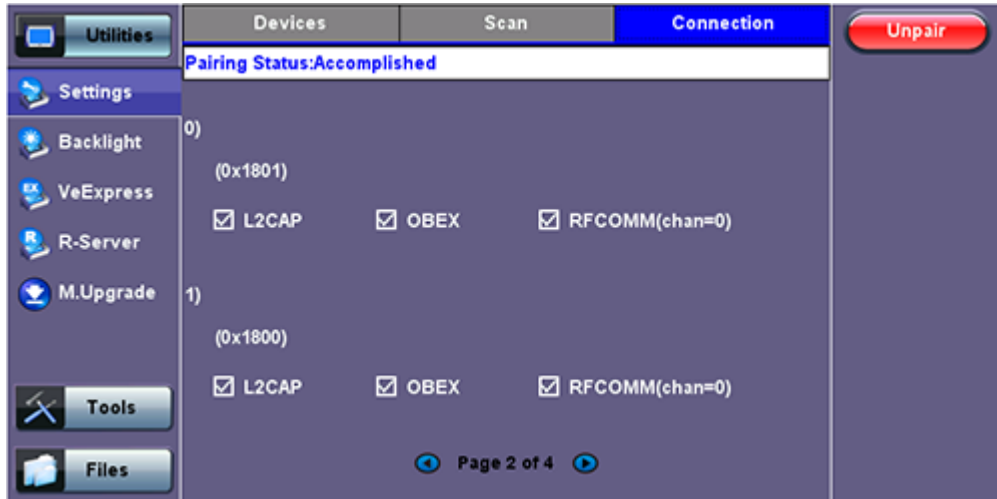 Utilities
Devices
Scan
Connection
Unpair
Pairing Status:Accomplished
Settings
Backlight
EX
VeExpress
R
R-Server
M.Upgrade
0)
(0x1801)
L2CAP
OBEX
RFCOMM(chan=0)
1)
(0x1800)
L2CAP
OBEX
RFCOMM(chan=0)
Tools
Files
Page 2 of 4